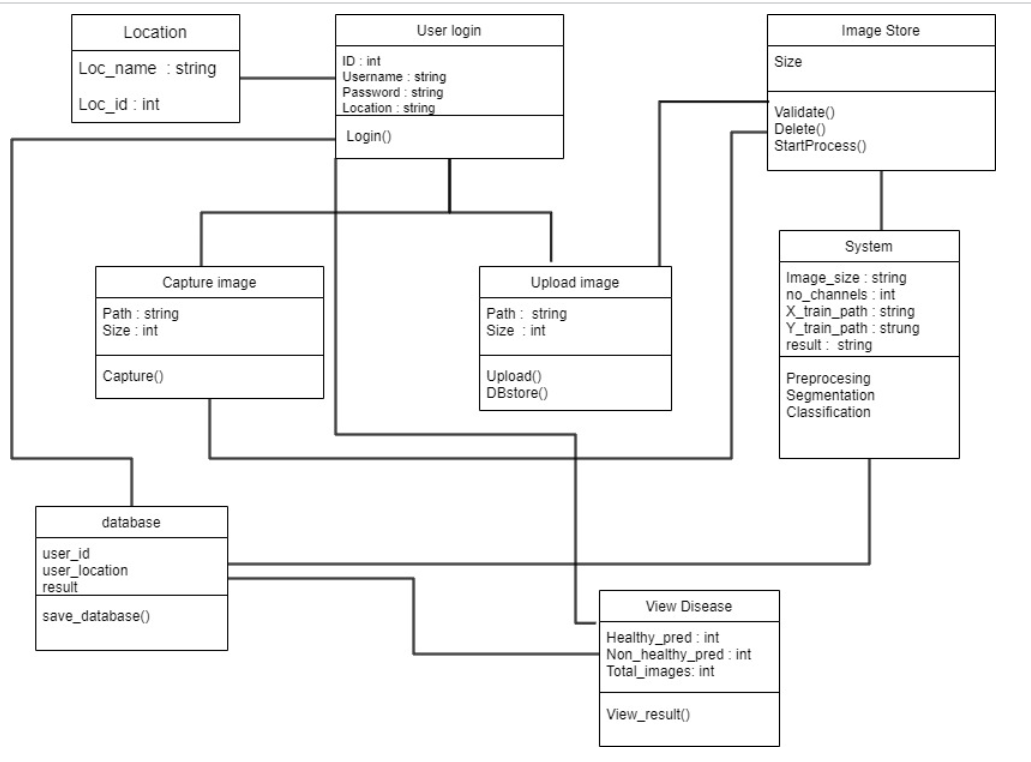 Location
Loc_name : string
Loc_id : int
User login
ID : int
Username : string
Password : string
Location : string
Login()
Image Store
Size
Validate()
Delete()
StartProcess()
Capture image
Path : string
Size : int
Capture()
Upload image
Path : string
Size : int
Upload()
DBstore()
System
Image_size : string
no_channels : int
X_train_path : string
Y_train_path : strung
result : string
Preprocesing
Segmentation
Classification
database
user_id
user_location
result
save_database()
View Disease
Healthy_pred : int
Non_healthy_pred : int
Total_images: int
View_result()